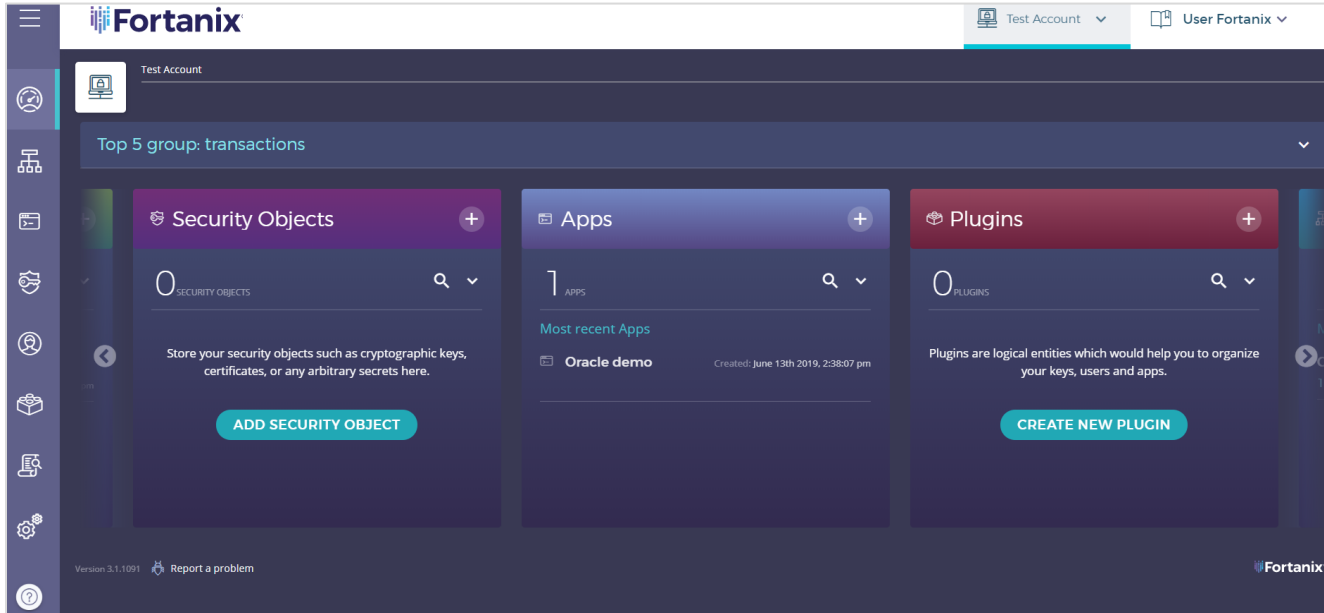 Fortanix
Test Account
User Fortanix
Test Account
Top 5 group: transactions
Security Objects
Apps
Plugins
0 SECURITY OBJECTS
1 APPS
0 PLUGINS
Most recent Apps
Oracle demo
Created: June 13th 2019, 2:38:07 pm
Store your security objects such as cryptographic keys,
certificates, or any arbitrary secrets here.
Plugins are logical entities which would help you to organize
your keys, users and apps.
ADD SECURITY OBJECT
CREATE NEW PLUGIN
Version 3.1.1091
Report a problem
Fortanix